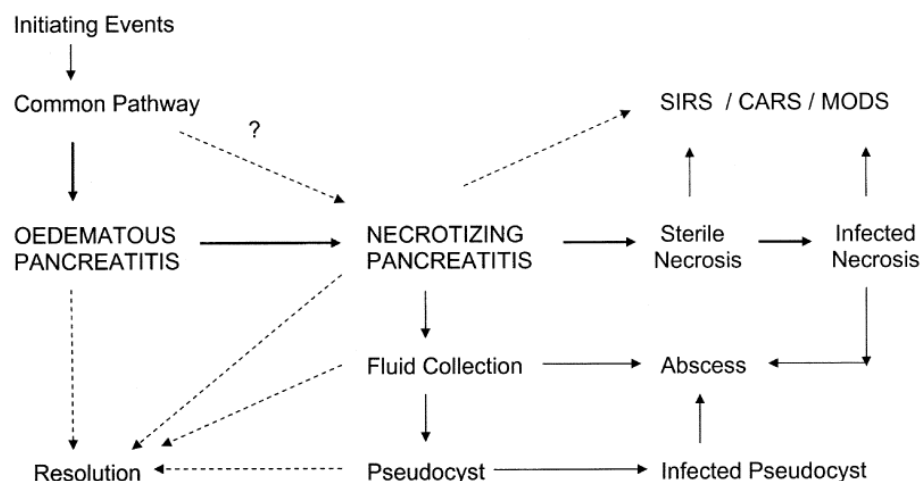 Initiating Events
Common Pathway
SIRS / CARS / MODS
?
OEDEMATOUS
PANCREATITIS
NECROTIZING
PANCREATITIS
Sterile
Necrosis
Infected
Necrosis
Fluid Collection
Abscess
Resolution
Pseudocyst
Infected Pseudocyst